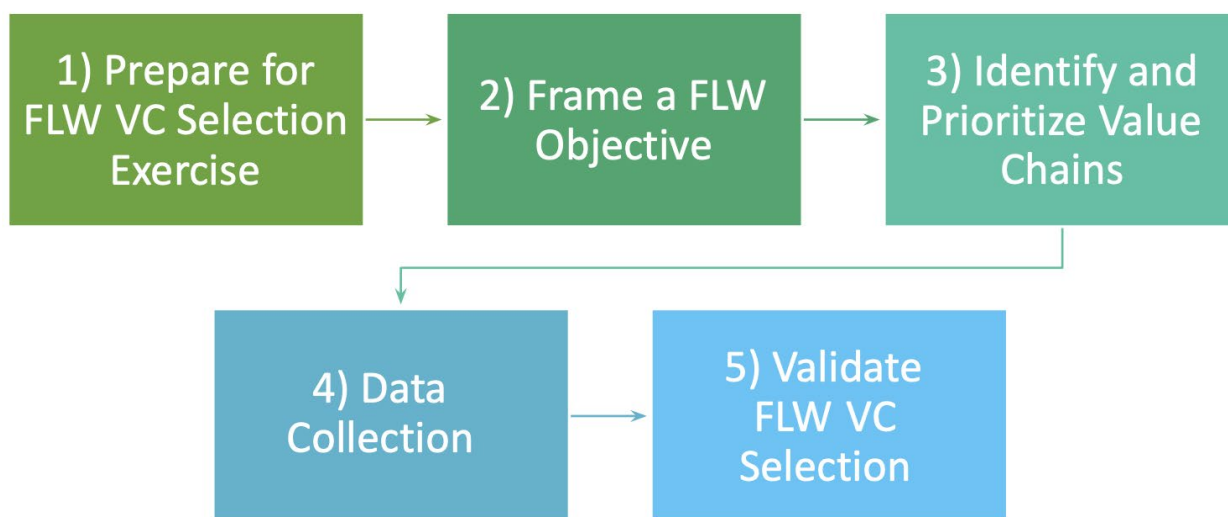 1) Prepare for
FLW VC Selection
Exercise
2) Frame a FLW
Objective
3) Identify and
Prioritize Value
Chains
4) Data
Collection
5) Validate
FLW VC
Selection